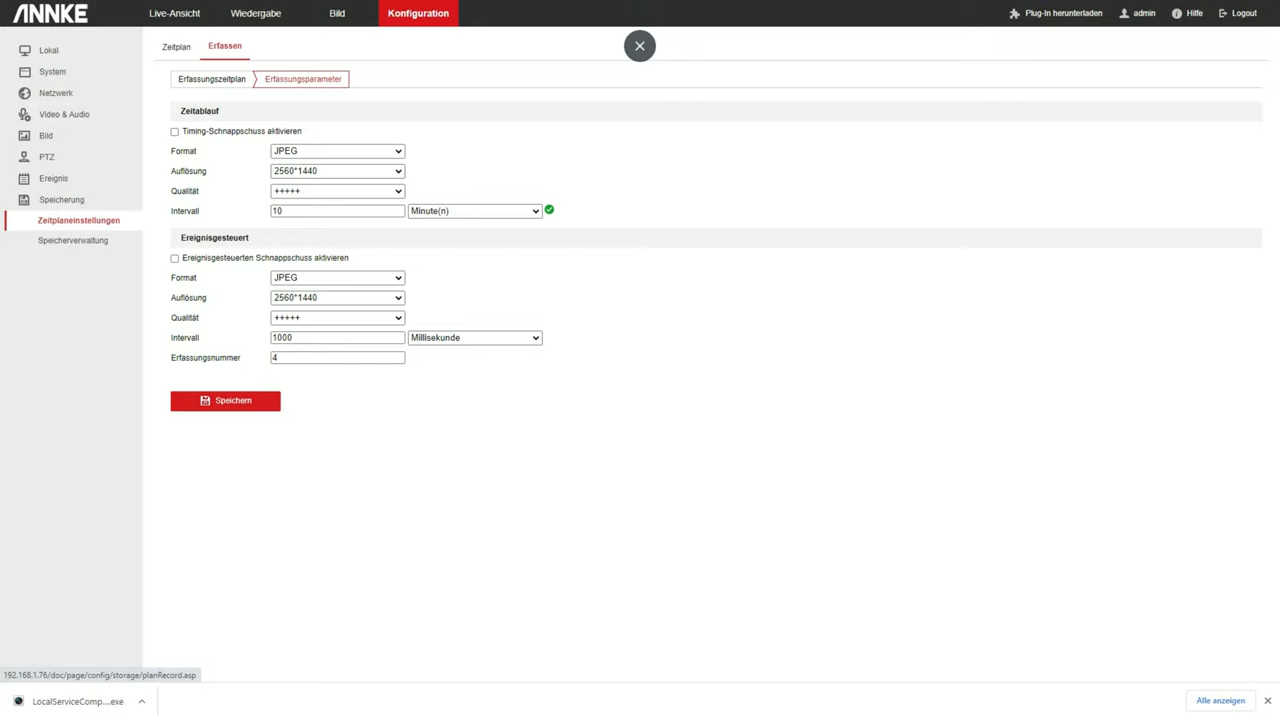 ANNKE
Live-Ansicht Wiedergabe Bild Konfiguration Plug-In herunterladen admin Hilfe Logout
Lokal
System
Netzwerk
Video & Audio
Bild
PTZ
Ereignis
Speicherung
Zeitplaneinstellungen
Speicherverwaltung
Zeitplan Erfassen
Erfassungszeitplan Erfassungsparameter
Zeitablauf
Timing-Schnappschuss aktivieren
Format JPEG
Auflösung 2560*1440
Qualität +++++
Intervall 10 Minute(n)
Ereignisgesteuert
Ereignisgesteuerten Schnappschuss aktivieren
Format JPEG
Auflösung 2560*1440
Qualität +++++
Intervall 1000 Millisekunde
Erfassungsnummer 4
Speichern
192.168.1.76/doc/page/config/storage/planRecord.asp
LocalServiceComp....exe Alle anzeigen